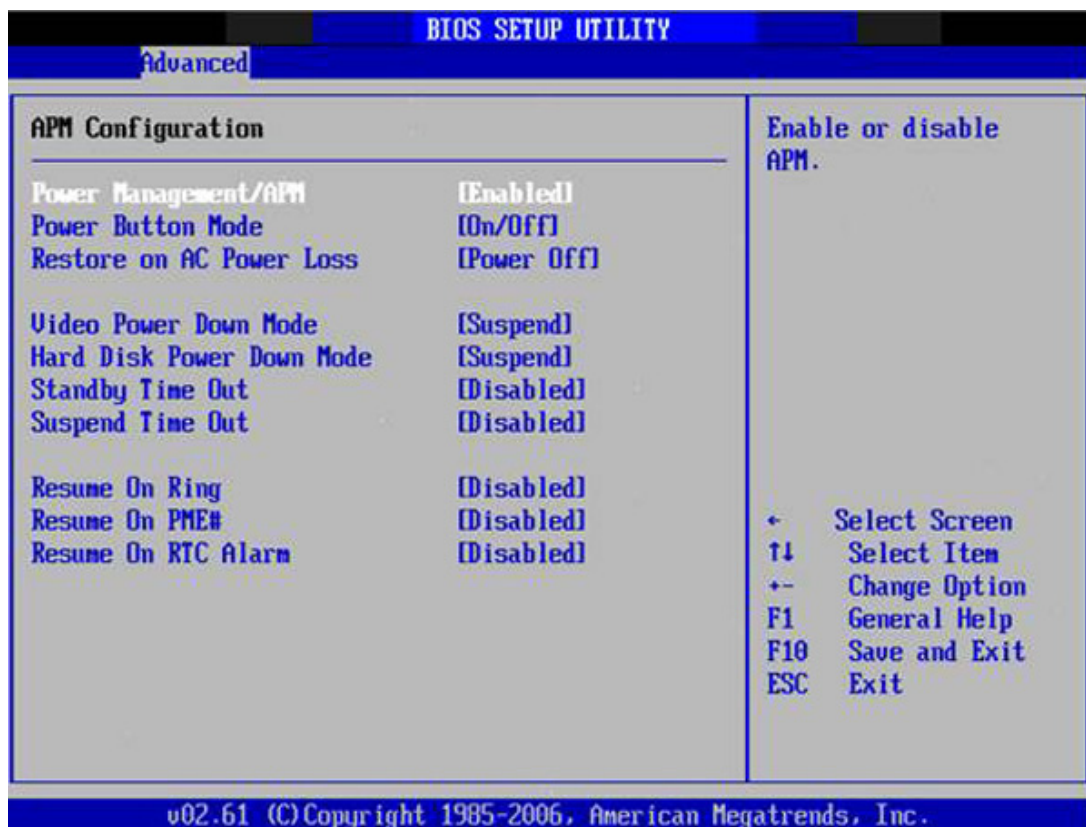 BIOS SETUP UTILITY
Advanced
APM Configuration
Power Management/APM [Enabled]
Power Button Mode [On/Off]
Restore on AC Power Loss [Power Off]
Video Power Down Mode [Suspend]
Hard Disk Power Down Mode [Suspend]
Standby Time Out [Disabled]
Suspend Time Out [Disabled]
Resume On Ring [Disabled]
Resume On PME# [Disabled]
Resume On RTC Alarm [Disabled]
Enable or disable
APM.
← Select Screen
↑↓ Select Item
+- Change Option
F1 General Help
F10 Save and Exit
ESC Exit
v02.61 (C)Copyright 1985-2006, American Megatrends, Inc.